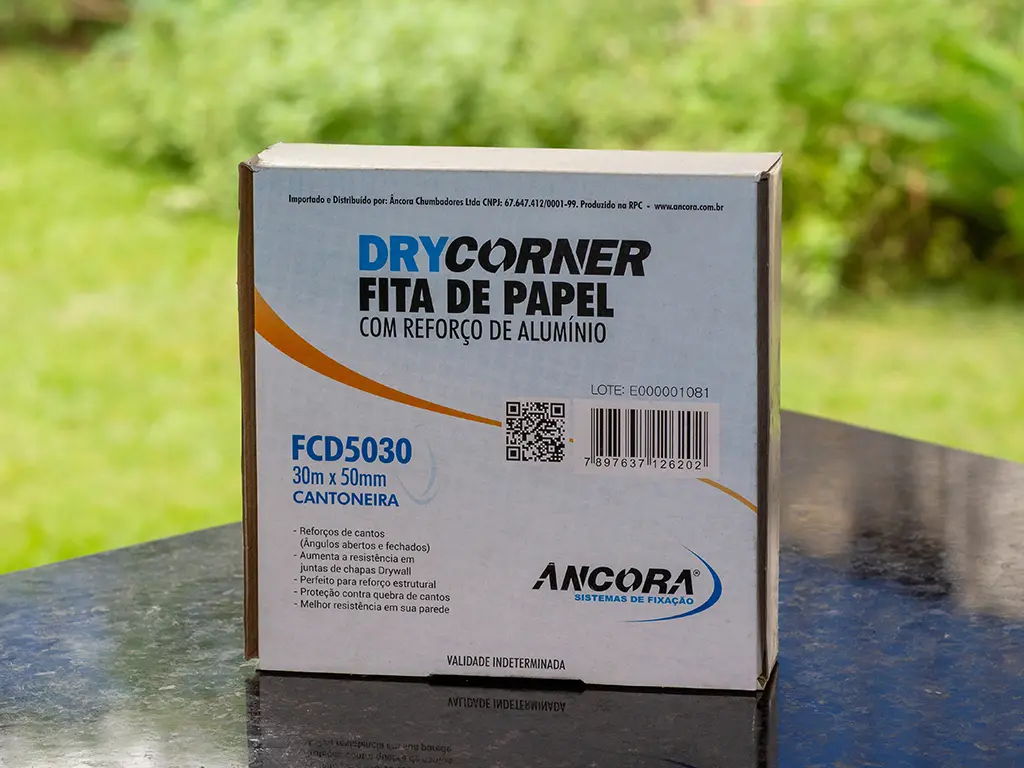 Importado e Distribuído por: Âncora Chumbadores Ltda CNPJ: 67.647.412/0001-99. Produzido na RPC - www.ancora.com.br
DRYCORNER
FITA DE PAPEL
COM REFORÇO DE ALUMÍNIO
LOTE: E000001081
7 897637 126202
FCD5030
30m x 50mm
CANTONEIRA
- Reforços de cantos
(Ângulos abertos e fechados)
- Aumenta a resistência em
juntas de chapas Drywall
- Perfeito para reforço estrutural
- Proteção contra quebra de cantos
- Melhor resistência em sua parede
ÂNCORA®
SISTEMAS DE FIXAÇÃO
VALIDADE INDETERMINADA